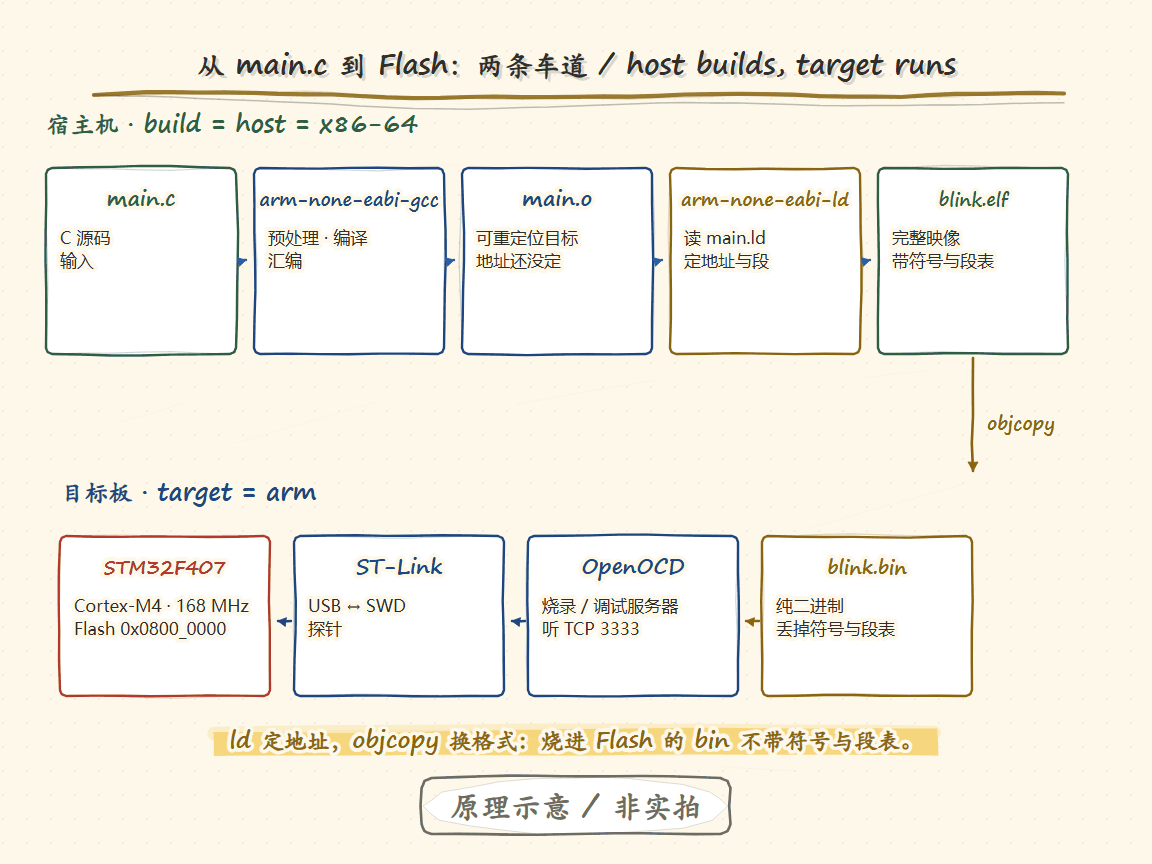 从 main.c 到 Flash：两条车道 / host builds, target runs
宿主机 · build = host = x86-64
main.c
C 源码
输入
arm-none-eabi-gcc
预处理 · 编译
汇编
main.o
可重定位目标
地址还没定
arm-none-eabi-ld
读 main.ld
定地址与段
blink.elf
完整映像
带符号与段表
objcopy
目标板 · target = arm
STM32F407
Cortex-M4 · 168 MHz
Flash 0x0800_0000
ST-Link
USB ↔ SWD
探针
OpenOCD
烧录 / 调试服务器
听 TCP 3333
blink.bin
纯二进制
丢掉符号与段表
ld 定地址，objcopy 换格式：烧进 Flash 的 bin 不带符号与段表。
原理示意 / 非实拍